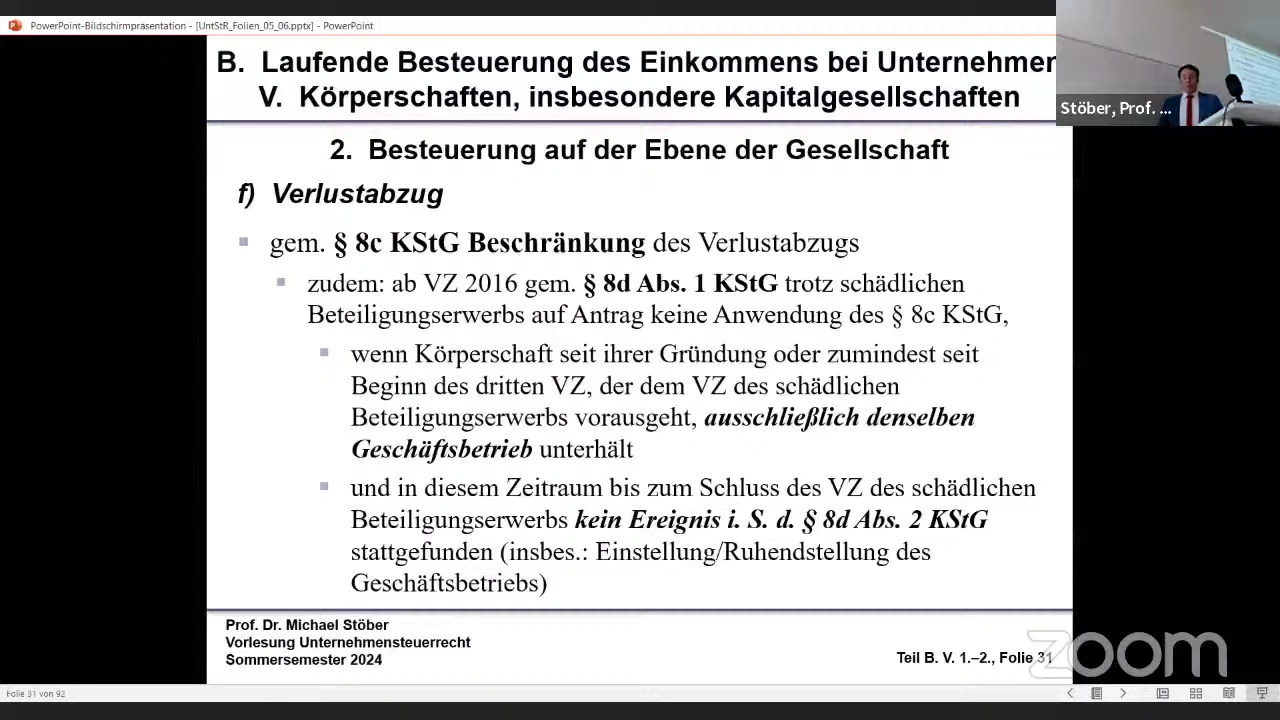 PowerPoint-Bildschirmpräsentation - [UntStR_Folien_05_06.pptx] - PowerPoint
B. Laufende Besteuerung des Einkommens bei Unternehmen
V. Körperschaften, insbesondere Kapitalgesellschaften
Stöber, Prof. ...
2. Besteuerung auf der Ebene der Gesellschaft
f) Verlustabzug
gem. § 8c KStG Beschränkung des Verlustabzugs
zudem: ab VZ 2016 gem. § 8d Abs. 1 KStG trotz schädlichen
Beteiligungserwerbs auf Antrag keine Anwendung des § 8c KStG,
wenn Körperschaft seit ihrer Gründung oder zumindest seit
Beginn des dritten VZ, der dem VZ des schädlichen
Beteiligungserwerbs vorausgeht, ausschließlich denselben
Geschäftsbetrieb unterhält
und in diesem Zeitraum bis zum Schluss des VZ des schädlichen
Beteiligungserwerbs kein Ereignis i. S. d. § 8d Abs. 2 KStG
stattgefunden (insbes.: Einstellung/Ruhendstellung des
Geschäftsbetriebs)
Prof. Dr. Michael Stöber
Vorlesung Unternehmensteuerrecht
Sommersemester 2024
Teil B. V. 1.–2., Folie 31
zoom
Folie 31 von 92